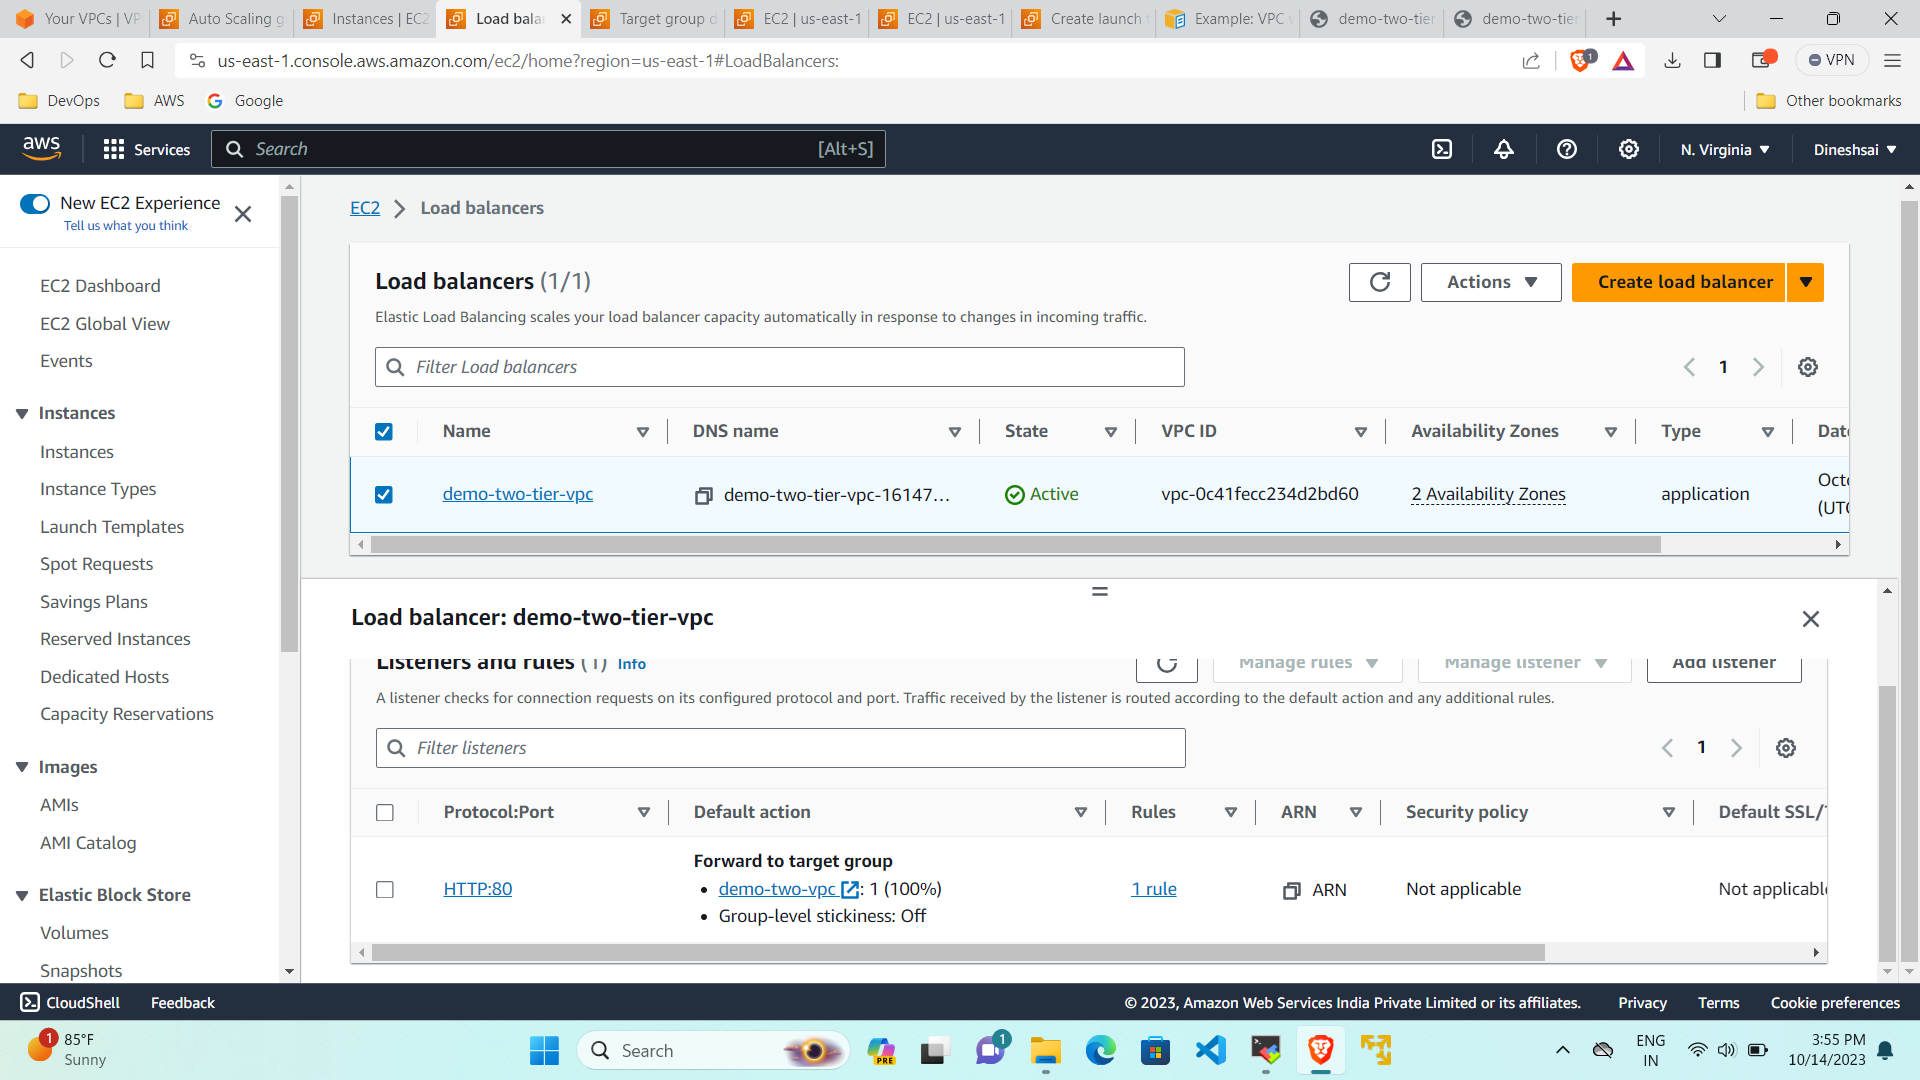 Your VPCs | VP
Auto Scaling g
Instances | EC2
Load bala
Target group d
EC2 | us-east-1
EC2 | us-east-1
Create launch t
Example: VPC w
demo-two-tier
demo-two-tier
us-east-1.console.aws.amazon.com/ec2/home?region=us-east-1#LoadBalancers:
1
VPN
DevOps
AWS
Google
Other bookmarks
aws
Services
Search
[Alt+S]
N. Virginia
Dineshsai
New EC2 Experience
Tell us what you think
EC2 Dashboard
EC2 Global View
Events
Instances
Instances
Instance Types
Launch Templates
Spot Requests
Savings Plans
Reserved Instances
Dedicated Hosts
Capacity Reservations
Images
AMIs
AMI Catalog
Elastic Block Store
Volumes
Snapshots
EC2 > Load balancers
Load balancers (1/1)
Actions
Create load balancer
Elastic Load Balancing scales your load balancer capacity automatically in response to changes in incoming traffic.
Filter Load balancers
1
Name DNS name State VPC ID Availability Zones Type Date
demo-two-tier-vpc demo-two-tier-vpc-16147... Active vpc-0c41fecc234d2bd60 2 Availability Zones application Octo
(UTC
Load balancer: demo-two-tier-vpc
Listeners and rules (1) Info
Manage rules
Manage listener
Add listener
A listener checks for connection requests on its configured protocol and port. Traffic received by the listener is routed according to the default action and any additional rules.
Filter listeners
1
Protocol:Port Default action Rules ARN Security policy Default SSL/T
Forward to target group
HTTP:80 • demo-two-vpc : 1 (100%) 1 rule ARN Not applicable Not applicable
• Group-level stickiness: Off
CloudShell
Feedback
© 2023, Amazon Web Services India Private Limited or its affiliates.
Privacy
Terms
Cookie preferences
1
85°F
Sunny
Search
PRE
1
ENG
IN
3:55 PM
10/14/2023